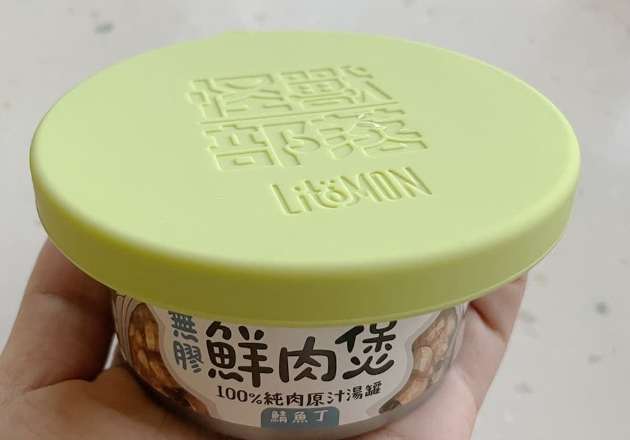 怪獸
部落
LitoMON
無膠
鮮肉煲
100%純肉原汁湯罐
鯖魚丁